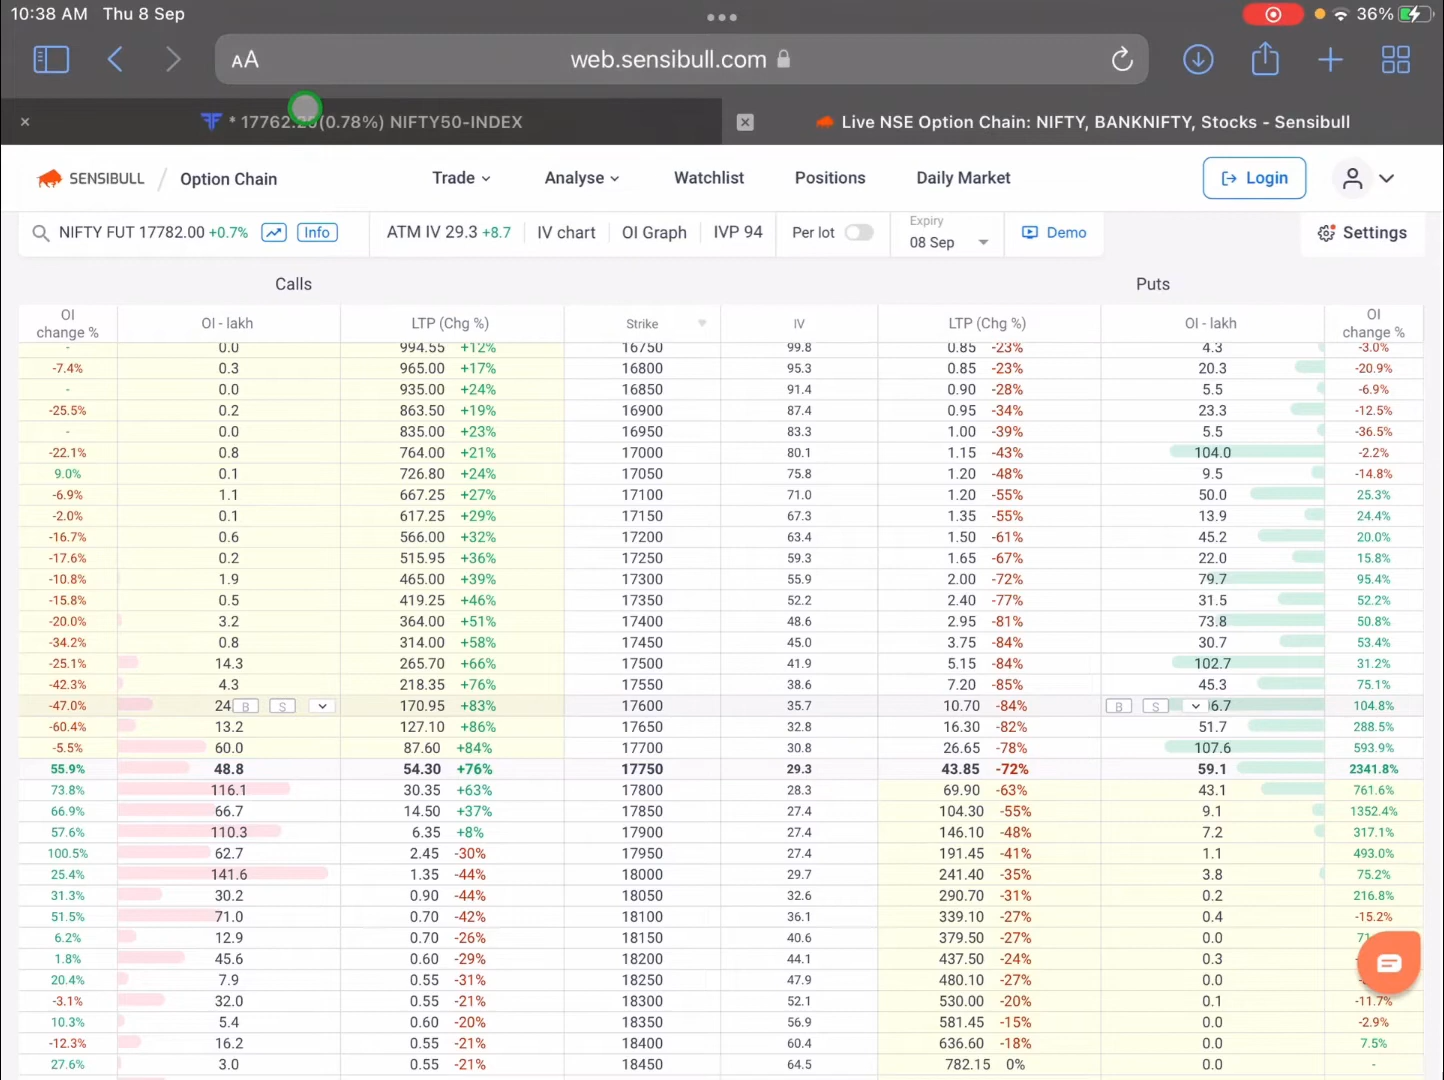 10:38 AM Thu 8 Sep
36%
AA web.sensibull.com
* 17762. (0.78%) NIFTY50-INDEX
Live NSE Option Chain: NIFTY, BANKNIFTY, Stocks - Sensibull
SENSIBULL / Option Chain Trade Analyse Watchlist Positions Daily Market Login
NIFTY FUT 17782.00 +0.7% Info ATM IV 29.3 +8.7 IV chart OI Graph IVP 94 Per lot Expiry 08 Sep Demo Settings
Calls Puts
OI change % OI - lakh LTP (Chg %) Strike IV LTP (Chg %) OI - lakh OI change %
- 0.0 994.55 +12% 16750 99.8 0.85 -23% 4.3 -3.0%
-7.4% 0.3 965.00 +17% 16800 95.3 0.85 -23% 20.3 -20.9%
- 0.0 935.00 +24% 16850 91.4 0.90 -28% 5.5 -6.9%
-25.5% 0.2 863.50 +19% 16900 87.4 0.95 -34% 23.3 -12.5%
- 0.0 835.00 +23% 16950 83.3 1.00 -39% 5.5 -36.5%
-22.1% 0.8 764.00 +21% 17000 80.1 1.15 -43% 104.0 -2.2%
9.0% 0.1 726.80 +24% 17050 75.8 1.20 -48% 9.5 -14.8%
-6.9% 1.1 667.25 +27% 17100 71.0 1.20 -55% 50.0 25.3%
-2.0% 0.1 617.25 +29% 17150 67.3 1.35 -55% 13.9 24.4%
-16.7% 0.6 566.00 +32% 17200 63.4 1.50 -61% 45.2 20.0%
-17.6% 0.2 515.95 +36% 17250 59.3 1.65 -67% 22.0 15.8%
-10.8% 1.9 465.00 +39% 17300 55.9 2.00 -72% 79.7 95.4%
-15.8% 0.5 419.25 +46% 17350 52.2 2.40 -77% 31.5 52.2%
-20.0% 3.2 364.00 +51% 17400 48.6 2.95 -81% 73.8 50.8%
-34.2% 0.8 314.00 +58% 17450 45.0 3.75 -84% 30.7 53.4%
-25.1% 14.3 265.70 +66% 17500 41.9 5.15 -84% 102.7 31.2%
-42.3% 4.3 218.35 +76% 17550 38.6 7.20 -85% 45.3 75.1%
-47.0% 24 B S 170.95 +83% 17600 35.7 10.70 -84% B S 6.7 104.8%
-60.4% 13.2 127.10 +86% 17650 32.8 16.30 -82% 51.7 288.5%
-5.5% 60.0 87.60 +84% 17700 30.8 26.65 -78% 107.6 593.9%
55.9% 48.8 54.30 +76% 17750 29.3 43.85 -72% 59.1 2341.8%
73.8% 116.1 30.35 +63% 17800 28.3 69.90 -63% 43.1 761.6%
66.9% 66.7 14.50 +37% 17850 27.4 104.30 -55% 9.1 1352.4%
57.6% 110.3 6.35 +8% 17900 27.4 146.10 -48% 7.2 317.1%
100.5% 62.7 2.45 -30% 17950 27.4 191.45 -41% 1.1 493.0%
25.4% 141.6 1.35 -44% 18000 29.7 241.40 -35% 3.8 75.2%
31.3% 30.2 0.90 -44% 18050 32.6 290.70 -31% 0.2 216.8%
51.5% 71.0 0.70 -42% 18100 36.1 339.10 -27% 0.4 -15.2%
6.2% 12.9 0.70 -26% 18150 40.6 379.50 -27% 0.0 71
1.8% 45.6 0.60 -29% 18200 44.1 437.50 -24% 0.3
20.4% 7.9 0.55 -31% 18250 47.9 480.10 -27% 0.0
-3.1% 32.0 0.55 -21% 18300 52.1 530.00 -20% 0.1 -11.7%
10.3% 5.4 0.60 -20% 18350 56.9 581.45 -15% 0.0 -2.9%
-12.3% 16.2 0.55 -21% 18400 60.4 636.60 -18% 0.0 7.5%
27.6% 3.0 0.55 -21% 18450 64.5 782.15 0% 0.0 -